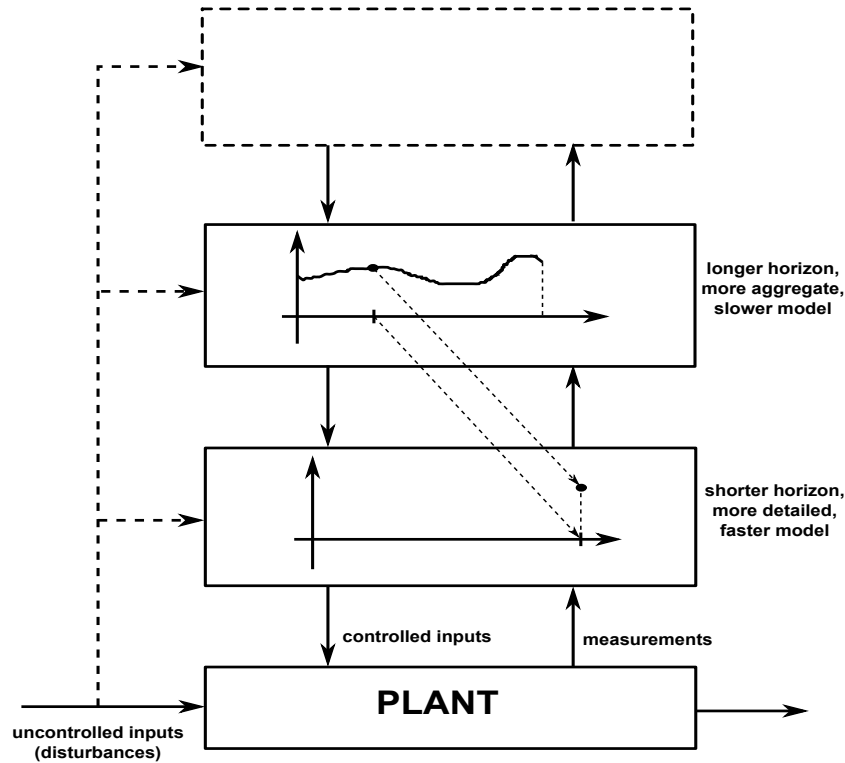 longer horizon,
more aggregate,
slower model
shorter horizon,
more detailed,
faster model
controlled inputs
measurements
PLANT
uncontrolled inputs
(disturbances)